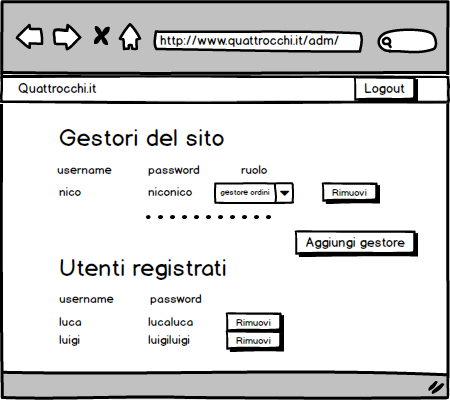 http://www.quattrocchi.it/adm/
Quattrocchi.it Logout
Gestori del sito
username password ruolo
nico niconico gestore ordini Rimuovi
Aggiungi gestore
Utenti registrati
username password
luca lucaluca Rimuovi
luigi luigiluigi Rimuovi